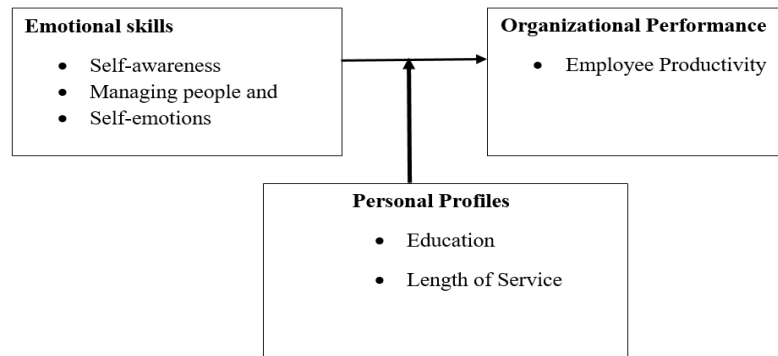 Emotional skills
• Self-awareness
• Managing people and
• Self-emotions
Organizational Performance
• Employee Productivity
Personal Profiles
• Education
• Length of Service